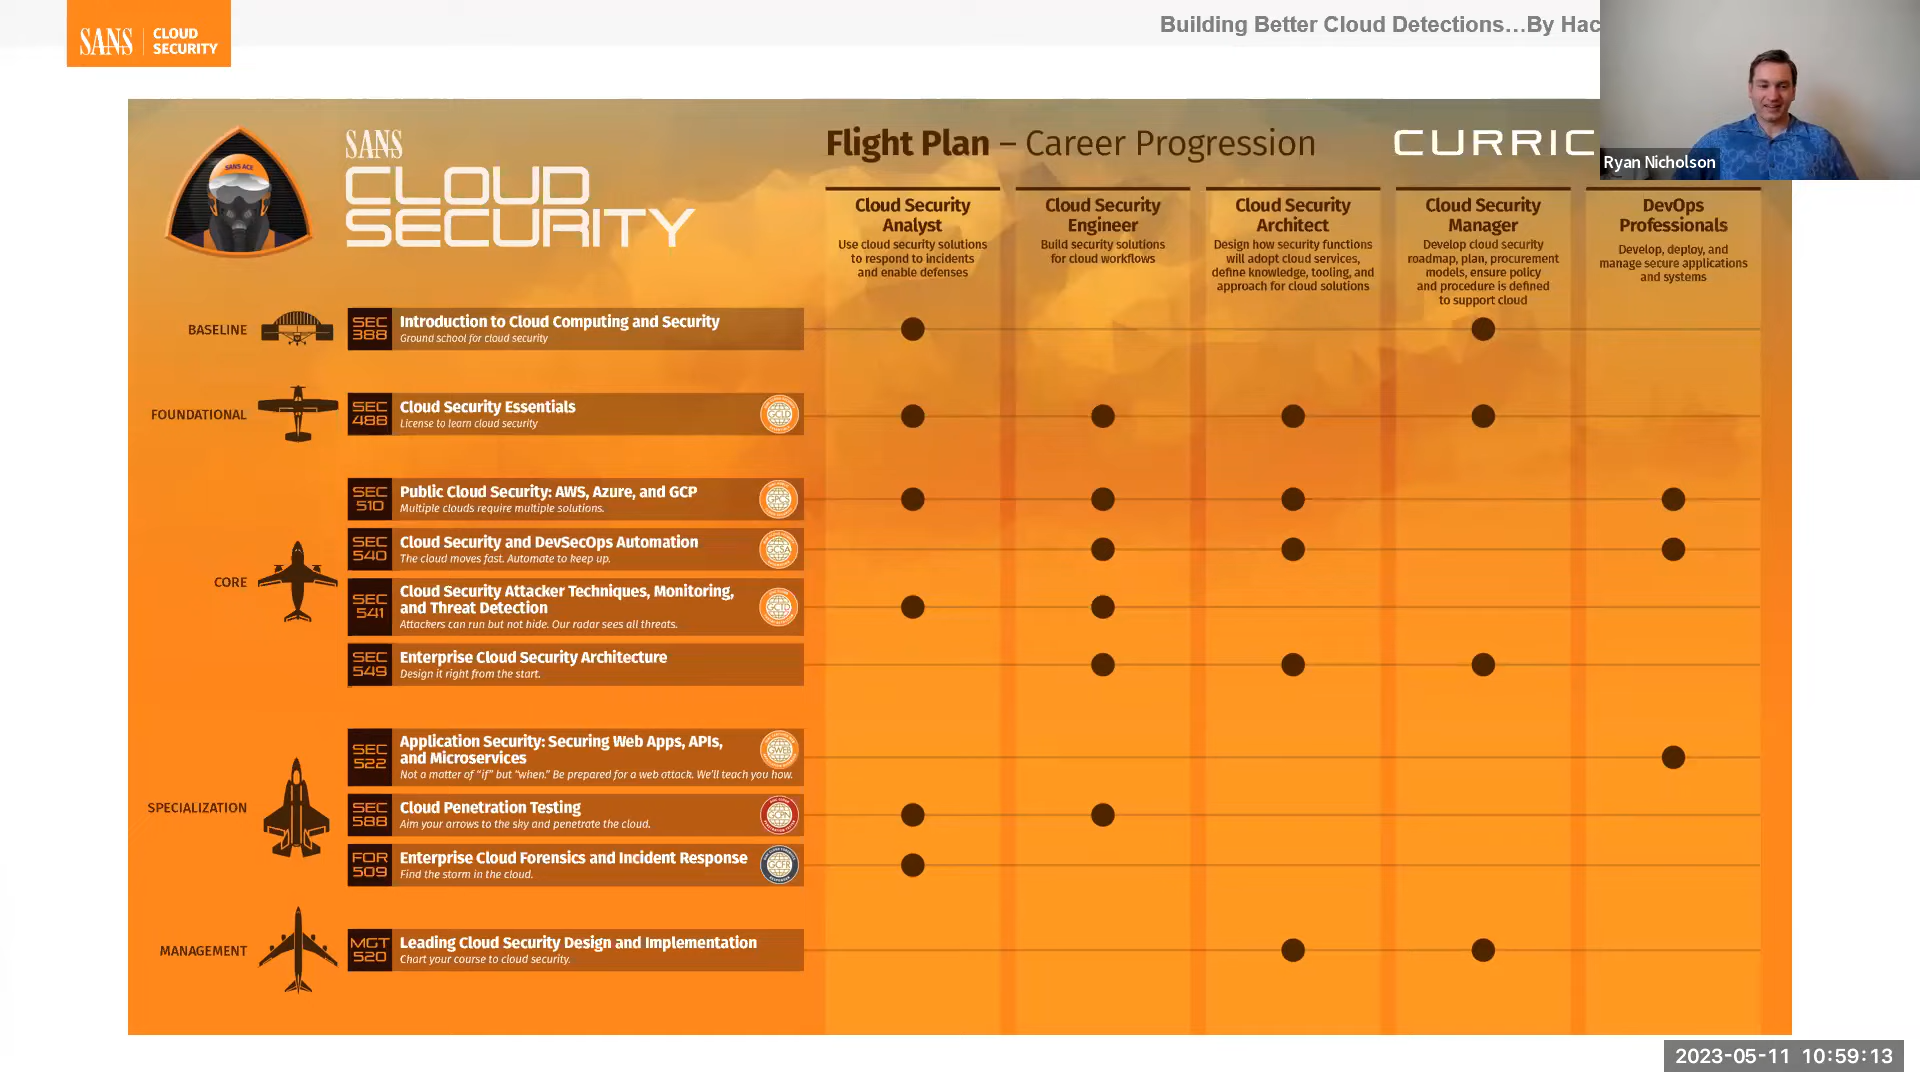 SANS
CLOUD
SECURITY
Building Better Cloud Detections…By Hac
Ryan Nicholson
SANS ACE
SANS
CLOUD
SECURITY
Flight Plan – Career Progression
CURRIC
Cloud Security
Analyst
Use cloud security solutions
to respond to incidents
and enable defenses
Cloud Security
Engineer
Build security solutions
for cloud workflows
Cloud Security
Architect
Design how security functions
will adopt cloud services,
define knowledge, tooling, and
approach for cloud solutions
Cloud Security
Manager
Develop cloud security
roadmap, plan, procurement
models, ensure policy
and procedure is defined
to support cloud
DevOps
Professionals
Develop, deploy, and
manage secure applications
and systems
BASELINE
SEC
388
Introduction to Cloud Computing and Security
Ground school for cloud security
FOUNDATIONAL
SEC
488
Cloud Security Essentials
License to learn cloud security
GCLD
CORE
SEC
510
Public Cloud Security: AWS, Azure, and GCP
Multiple clouds require multiple solutions.
GPCS
SEC
540
Cloud Security and DevSecOps Automation
The cloud moves fast. Automate to keep up.
GCSA
SEC
541
Cloud Security Attacker Techniques, Monitoring,
and Threat Detection
Attackers can run but not hide. Our radar sees all threats.
GCTD
SEC
549
Enterprise Cloud Security Architecture
Design it right from the start.
SPECIALIZATION
SEC
522
Application Security: Securing Web Apps, APIs,
and Microservices
Not a matter of "if" but "when." Be prepared for a web attack. We'll teach you how.
GWEB
SEC
588
Cloud Penetration Testing
Aim your arrows to the sky and penetrate the cloud.
GCPN
FOR
509
Enterprise Cloud Forensics and Incident Response
Find the storm in the cloud.
GCFR
MANAGEMENT
MGT
520
Leading Cloud Security Design and Implementation
Chart your course to cloud security.
2023-05-11 10:59:13